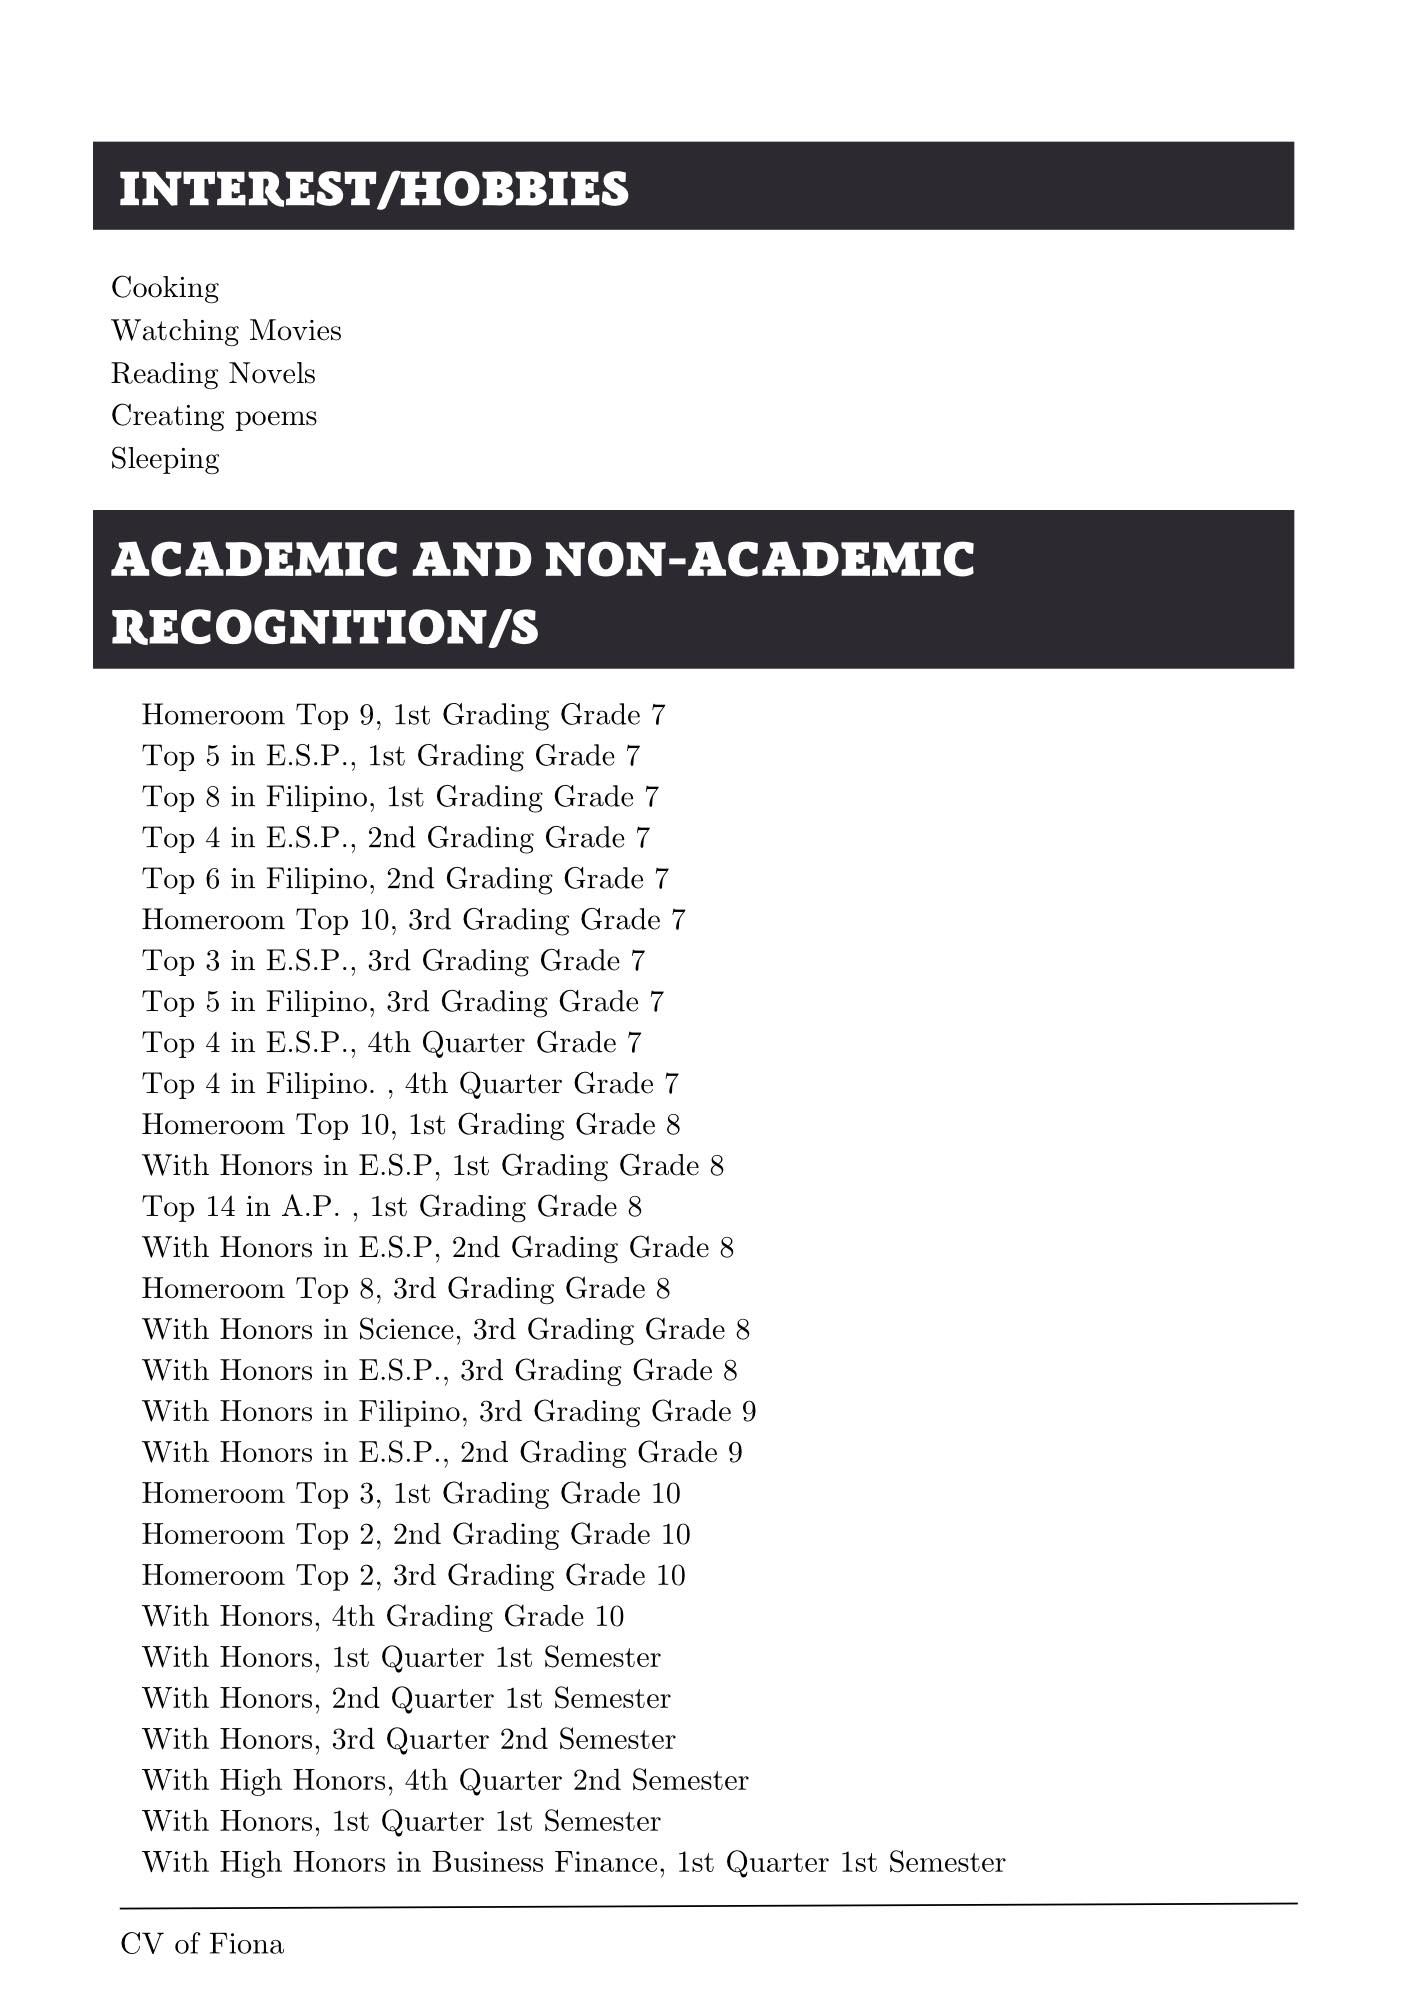 INTEREST/HOBBIES
Cooking
Watching Movies
Reading Novels
Creating poems
Sleeping
ACADEMIC AND NON-ACADEMIC
RECOGNITION/S
Homeroom Top 9, 1st Grading Grade 7
Top 5 in E.S.P., 1st Grading Grade 7
Top 8 in Filipino, 1st Grading Grade 7
Top 4 in E.S.P., 2nd Grading Grade 7
Top 6 in Filipino, 2nd Grading Grade 7
Homeroom Top 10, 3rd Grading Grade 7
Top 3 in E.S.P., 3rd Grading Grade 7
Top 5 in Filipino, 3rd Grading Grade 7
Top 4 in E.S.P., 4th Quarter Grade 7
Top 4 in Filipino. , 4th Quarter Grade 7
Homeroom Top 10, 1st Grading Grade 8
With Honors in E.S.P, 1st Grading Grade 8
Top 14 in A.P. , 1st Grading Grade 8
With Honors in E.S.P, 2nd Grading Grade 8
Homeroom Top 8, 3rd Grading Grade 8
With Honors in Science, 3rd Grading Grade 8
With Honors in E.S.P., 3rd Grading Grade 8
With Honors in Filipino, 3rd Grading Grade 9
With Honors in E.S.P., 2nd Grading Grade 9
Homeroom Top 3, 1st Grading Grade 10
Homeroom Top 2, 2nd Grading Grade 10
Homeroom Top 2, 3rd Grading Grade 10
With Honors, 4th Grading Grade 10
With Honors, 1st Quarter 1st Semester
With Honors, 2nd Quarter 1st Semester
With Honors, 3rd Quarter 2nd Semester
With High Honors, 4th Quarter 2nd Semester
With Honors, 1st Quarter 1st Semester
With High Honors in Business Finance, 1st Quarter 1st Semester
CV of Fiona